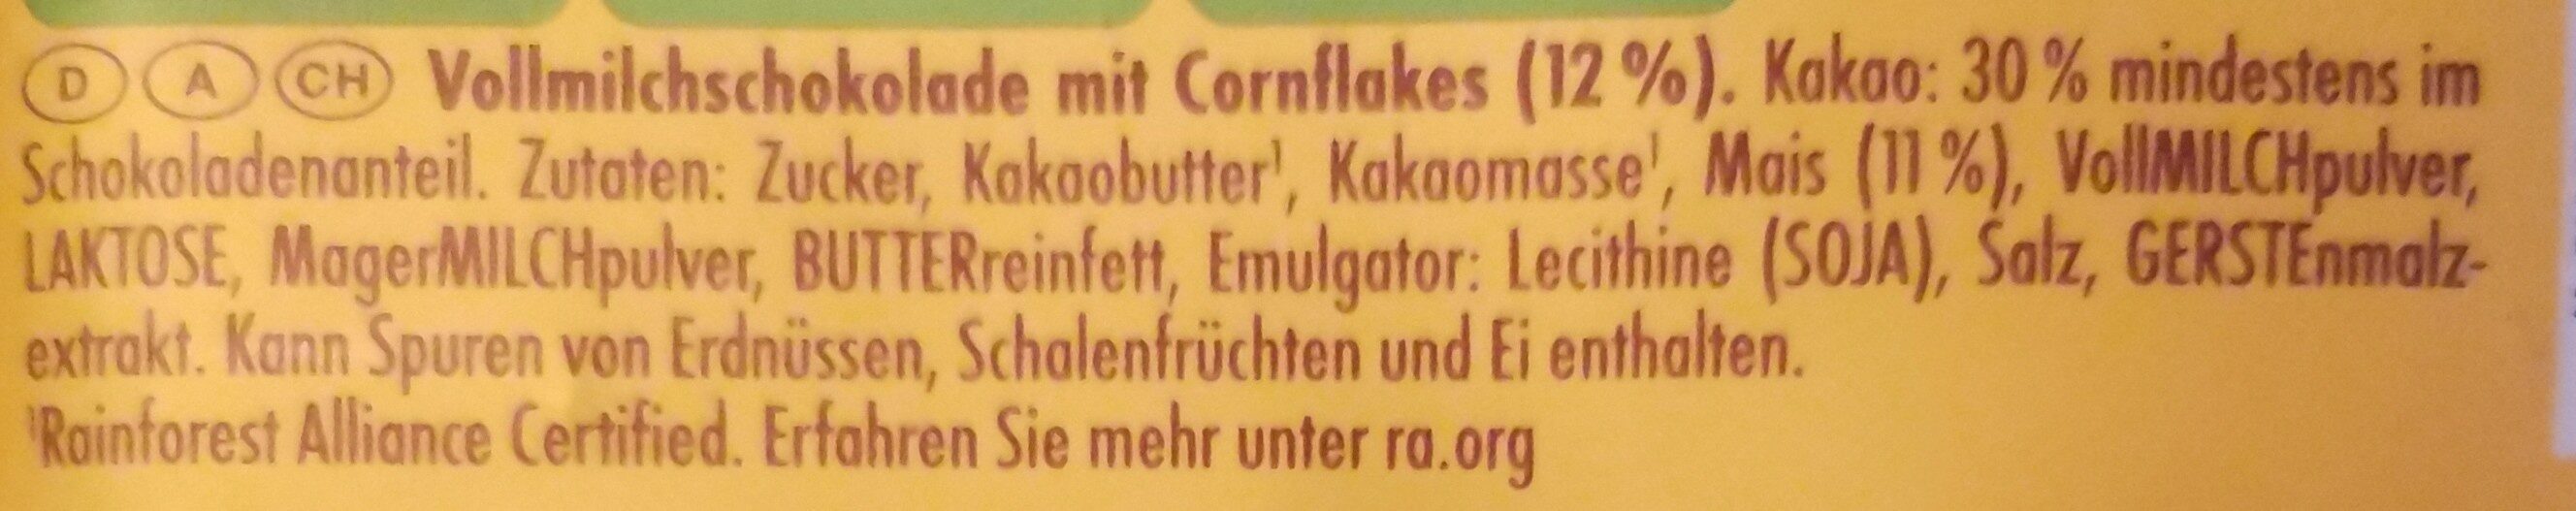 D A CH Vollmilchschokolade mit Cornflakes (12 %). Kakao: 30 % mindestens im
Schokoladenanteil. Zutaten: Zucker, Kakaobutter¹, Kakaomasse¹, Mais (11 %), VollMILCHpulver,
LAKTOSE, MagerMILCHpulver, BUTTERreinfett, Emulgator: Lecithine (SOJA), Salz, GERSTEnmalz-
extrakt. Kann Spuren von Erdnüssen, Schalenfrüchten und Ei enthalten.
¹Rainforest Alliance Certified. Erfahren Sie mehr unter ra.org